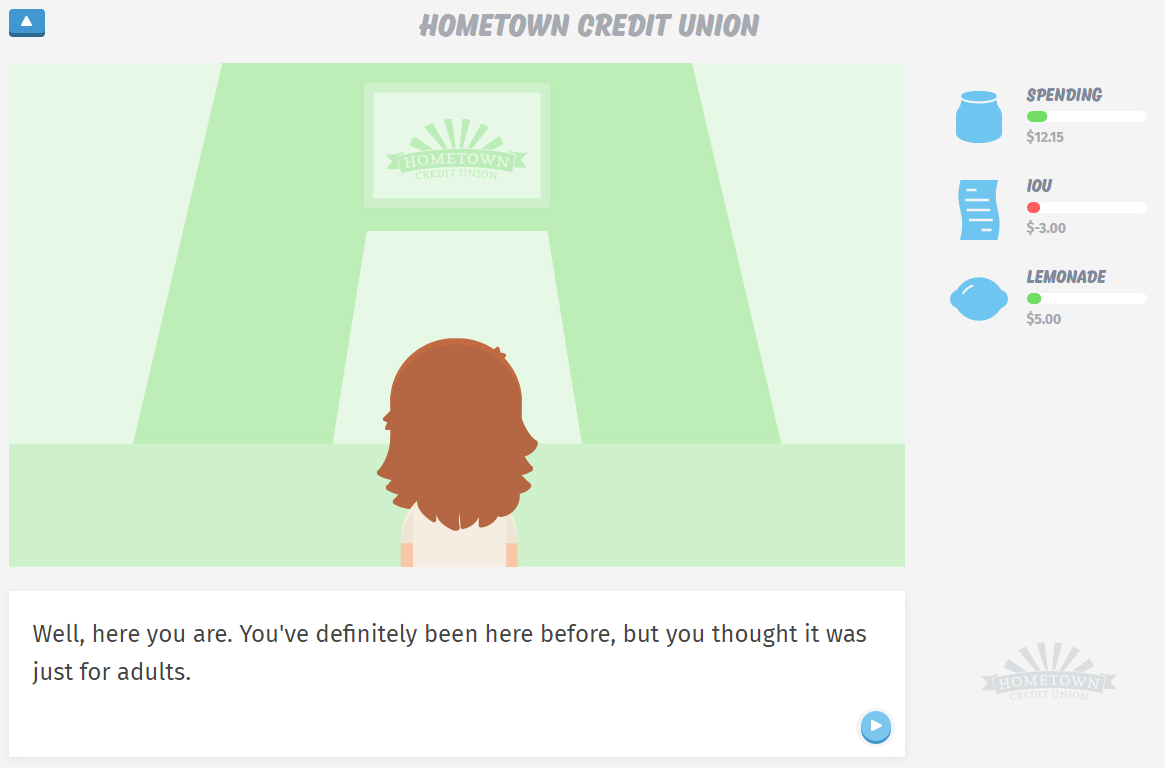 HOMETOWN CREDIT UNION
HOMETOWN
·CREDIT UNION·
SPENDING
$12.15
IOU
$-3.00
LEMONADE
$5.00
Well, here you are. You've definitely been here before, but you thought it was
just for adults.
HOMETOWN
CREDIT UNION